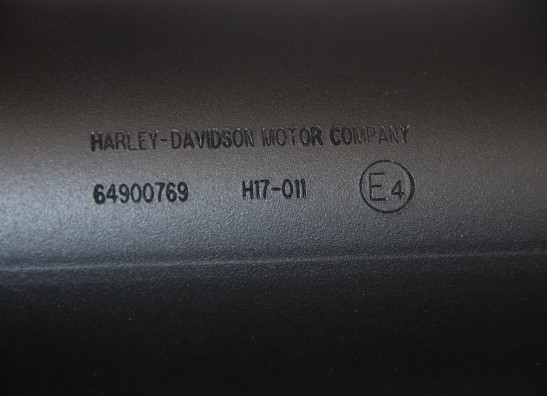 HARLEY-DAVIDSON MOTOR COMPANY
64900769 H17-011 E4